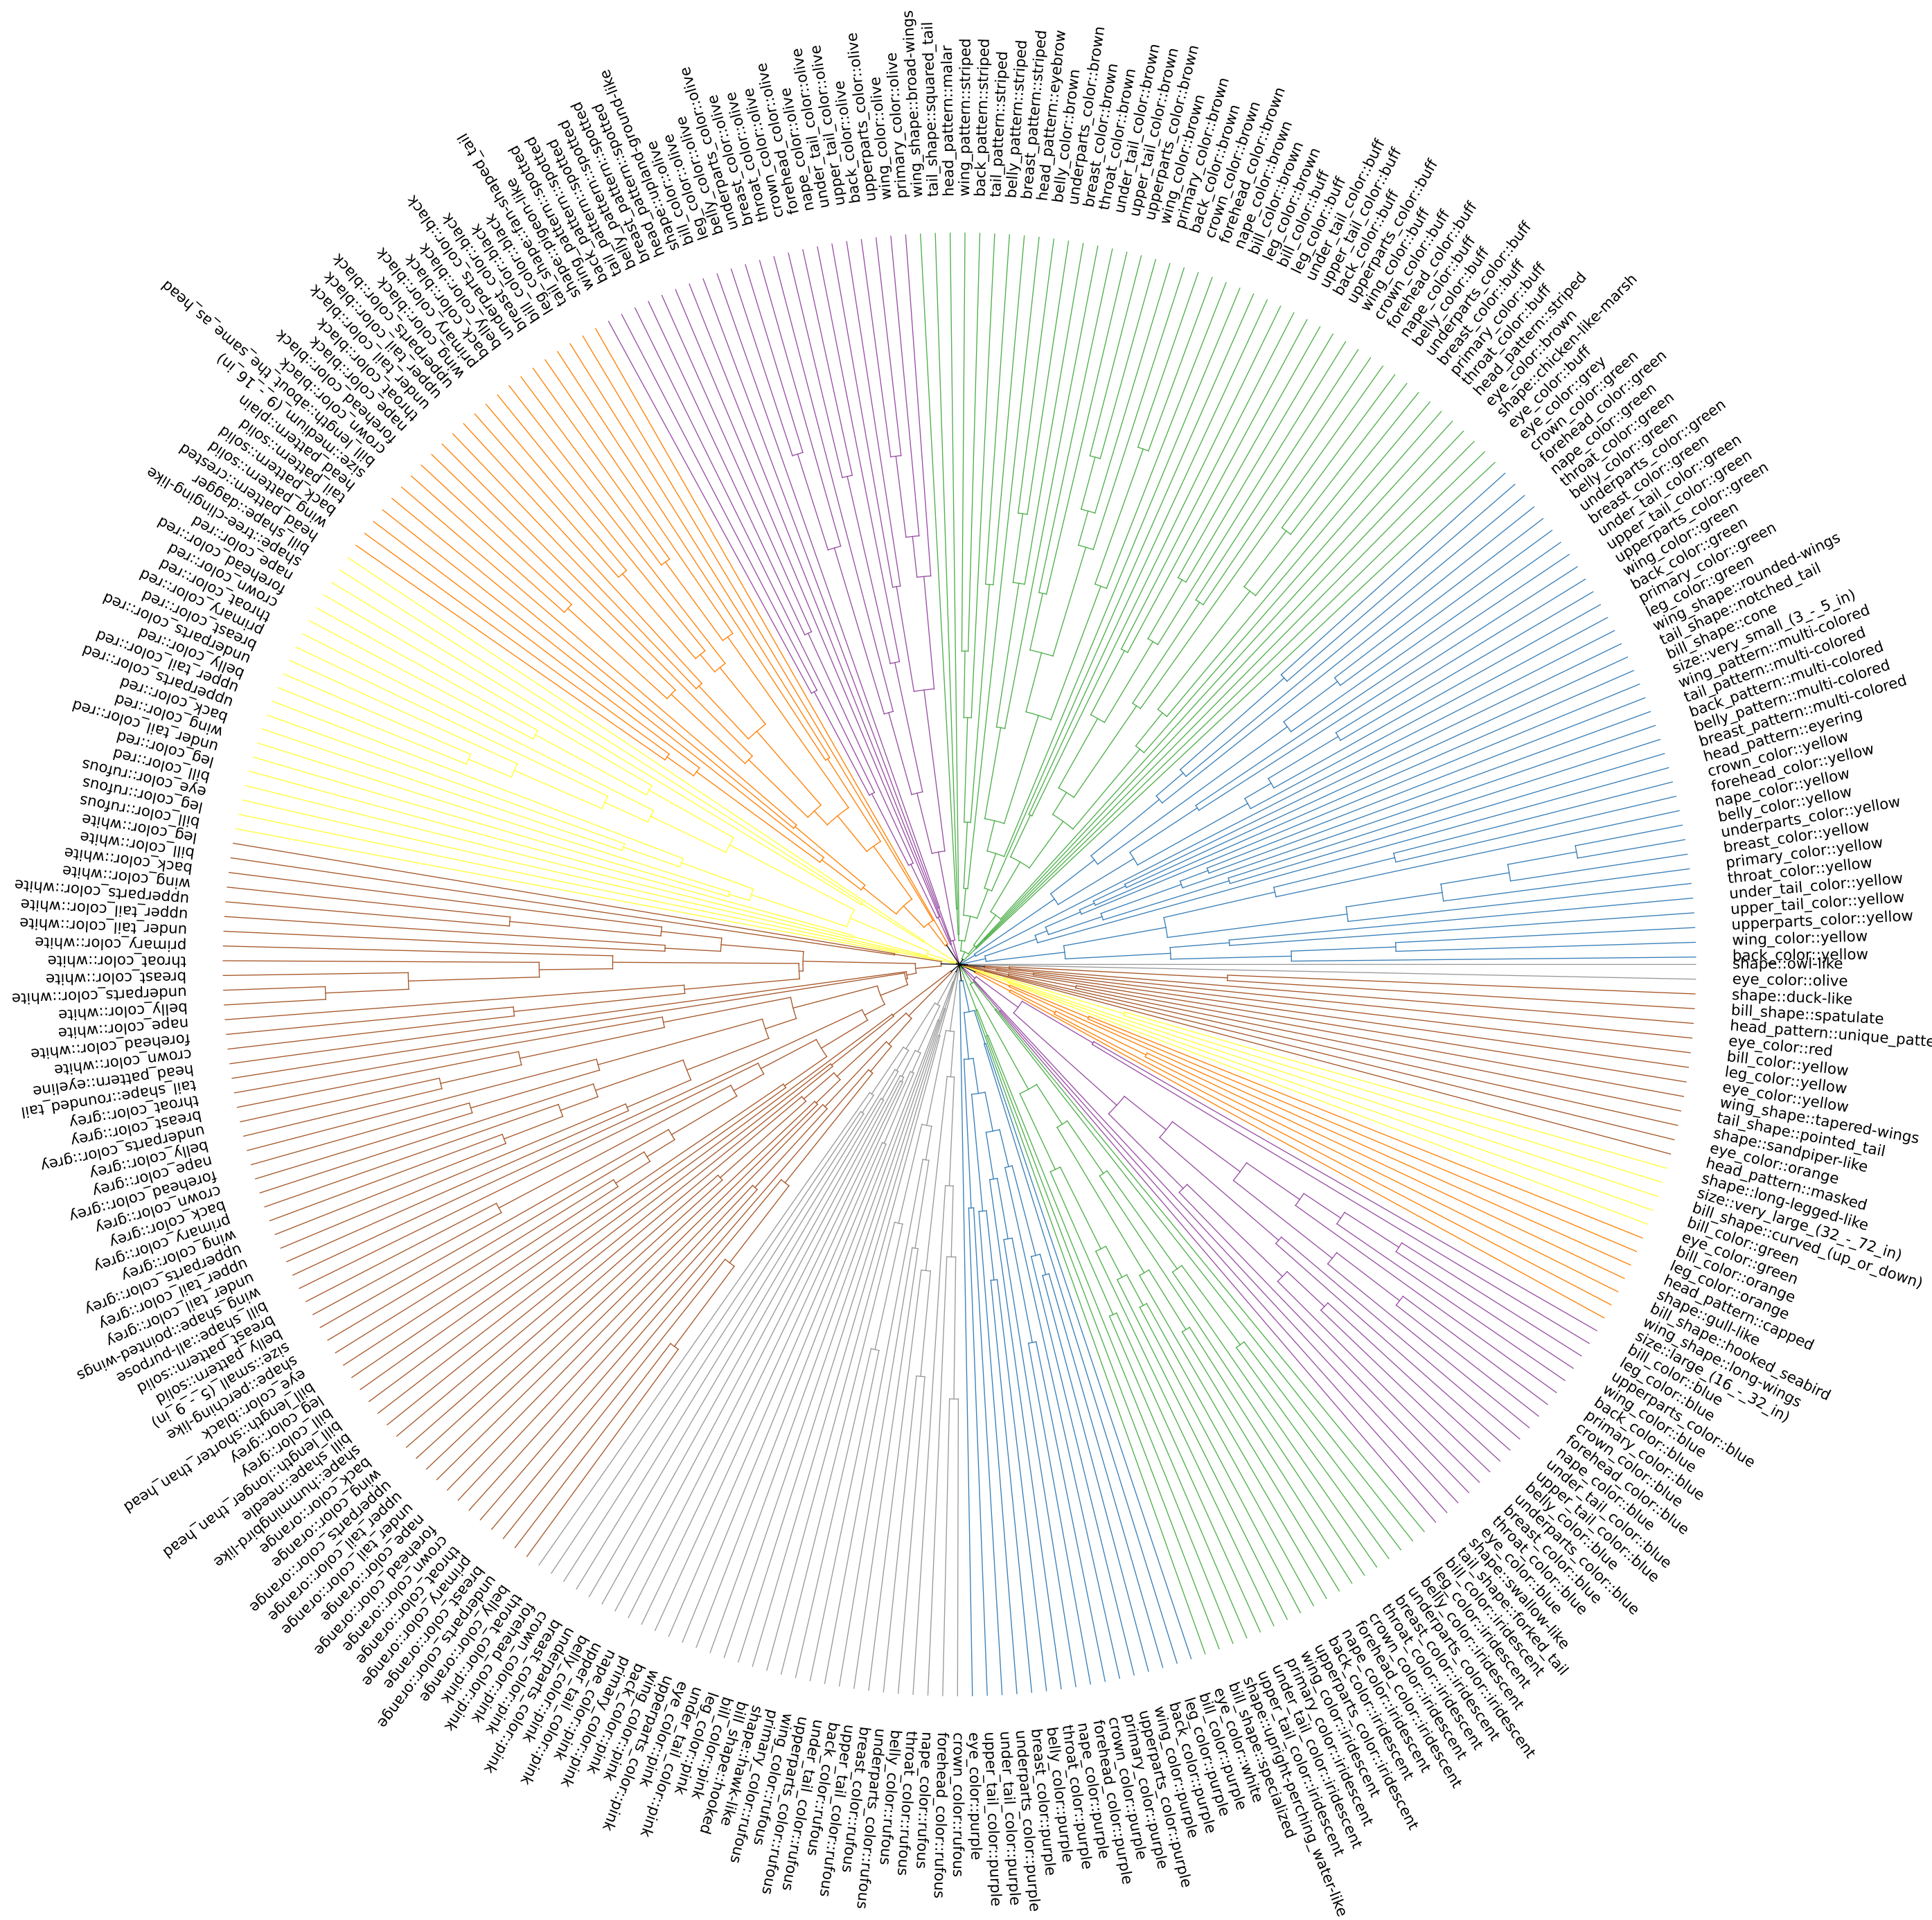 wing_pattern::striped
back_pattern::striped
tail_pattern::striped
belly_pattern::striped
breast_pattern::striped
head_pattern::eyebrow
belly_color::brown
underparts_color::brown
breast_color::brown
throat_color::brown
under_tail_color::brown
upper_tail_color::brown
upperparts_color::brown
wing_color::brown
primary_color::brown
back_color::brown
crown_color::brown
forehead_color::brown
nape_color::brown
bill_color::brown
leg_color::brown
bill_color::buff
leg_color::buff
under_tail_color::buff
upper_tail_color::buff
back_color::buff
upperparts_color::buff
wing_color::buff
crown_color::buff
forehead_color::buff
nape_color::buff
belly_color::buff
underparts_color::buff
breast_color::buff
primary_color::buff
throat_color::buff
head_pattern::striped
eye_color::brown
shape::chicken-like-marsh
eye_color::buff
eye_color::grey
crown_color::green
forehead_color::green
nape_color::green
throat_color::green
belly_color::green
underparts_color::green
breast_color::green
under_tail_color::green
upper_tail_color::green
upperparts_color::green
wing_color::green
back_color::green
primary_color::green
leg_color::green
wing_shape::rounded-wings
tail_shape::notched_tail
bill_shape::cone
size::very_small_(3_-_5_in)
wing_pattern::multi-colored
tail_pattern::multi-colored
back_pattern::multi-colored
belly_pattern::multi-colored
breast_pattern::multi-colored
head_pattern::eyering
crown_color::yellow
forehead_color::yellow
nape_color::yellow
belly_color::yellow
underparts_color::yellow
breast_color::yellow
primary_color::yellow
throat_color::yellow
under_tail_color::yellow
upper_tail_color::yellow
upperparts_color::yellow
wing_color::yellow
back_color::yellow
shape::owl-like
eye_color::olive
shape::duck-like
bill_shape::spatulate
head_pattern::unique_patte
eye_color::red
bill_color::yellow
leg_color::yellow
eye_color::yellow
wing_shape::tapered-wings
tail_shape::pointed_tail
shape::sandpiper-like
eye_color::orange
head_pattern::masked
shape::long-legged-like
size::very_large_(32_-_72_in)
bill_shape::curved_(up_or_down)
bill_color::green
eye_color::green
bill_color::orange
leg_color::orange
head_pattern::capped
shape::gull-like
bill_shape::hooked_seabird
wing_shape::long-wings
size::large_(16_-_32_in)
bill_color::blue
leg_color::blue
upperparts_color::blue
wing_color::blue
back_color::blue
primary_color::blue
crown_color::blue
forehead_color::blue
nape_color::blue
under_tail_color::blue
upper_tail_color::blue
belly_color::blue
underparts_color::blue
breast_color::blue
throat_color::blue
eye_color::blue
shape::swallow-like
tail_shape::forked_tail
bill_color::iridescent
leg_color::iridescent
belly_color::iridescent
underparts_color::iridescent
breast_color::iridescent
throat_color::iridescent
crown_color::iridescent
forehead_color::iridescent
nape_color::iridescent
back_color::iridescent
upperparts_color::iridescent
wing_color::iridescent
primary_color::iridescent
under_tail_color::iridescent
upper_tail_color::iridescent
shape::upright-perching_water-like
bill_shape::specialized
eye_color::white
bill_color::purple
leg_color::purple
back_color::purple
wing_color::purple
upperparts_color::purple
primary_color::purple
crown_color::purple
forehead_color::purple
nape_color::purple
throat_color::purple
belly_color::purple
breast_color::purple
underparts_color::purple
under_tail_color::purple
upper_tail_color::purple
eye_color::purple
crown_color::rufous
forehead_color::rufous
nape_color::rufous
throat_color::rufous
belly_color::rufous
underparts_color::rufous
breast_color::rufous
upper_tail_color::rufous
back_color::rufous
under_tail_color::rufous
upperparts_color::rufous
wing_color::rufous
primary_color::rufous
shape::hawk-like
bill_shape::hooked
bill_color::pink
leg_color::pink
under_tail_color::pink
eye_color::pink
upperparts_color::pink
wing_color::pink
back_color::pink
primary_color::pink
nape_color::pink
upper_tail_color::pink
belly_color::pink
underparts_color::pink
breast_color::pink
crown_color::pink
forehead_color::pink
throat_color::pink
belly_color::orange
underparts_color::orange
breast_color::orange
primary_color::orange
throat_color::orange
crown_color::orange
forehead_color::orange
nape_color::orange
under_tail_color::orange
upper_tail_color::orange
upperparts_color::orange
wing_color::orange
back_color::orange
shape::hummingbird-like
bill_shape::needle
bill_length::longer_than_head
leg_color::grey
bill_color::grey
bill_length::shorter_than_head
eye_color::black
shape::perching-like
size::small_(5_-_9_in)
belly_pattern::solid
breast_pattern::solid
bill_shape::all-purpose
wing_shape::pointed-wings
under_tail_color::grey
upper_tail_color::grey
upperparts_color::grey
wing_color::grey
primary_color::grey
back_color::grey
crown_color::grey
forehead_color::grey
nape_color::grey
belly_color::grey
underparts_color::grey
breast_color::grey
throat_color::grey
tail_shape::rounded_tail
head_pattern::eyeline
crown_color::white
forehead_color::white
nape_color::white
belly_color::white
underparts_color::white
breast_color::white
throat_color::white
primary_color::white
under_tail_color::white
upper_tail_color::white
upperparts_color::white
wing_color::white
back_color::white
bill_color::white
leg_color::white
bill_color::rufous
leg_color::rufous
eye_color::rufous
bill_color::red
leg_color::red
under_tail_color::red
wing_color::red
back_color::red
upperparts_color::red
upper_tail_color::red
belly_color::red
underparts_color::red
breast_color::red
primary_color::red
throat_color::red
crown_color::red
forehead_color::red
nape_color::red
shape::tree-clinging-like
bill_shape::dagger
head_pattern::crested
wing_pattern::solid
back_pattern::solid
tail_pattern::solid
head_pattern::plain
size::medium_(9_-_16_in)
bill_length::about_the_same_as_head
crown_color::black
forehead_color::black
nape_color::black
throat_color::black
under_tail_color::black
upper_tail_color::black
wing_color::black
upperparts_color::black
primary_color::black
back_color::black
belly_color::black
underparts_color::black
breast_color::black
bill_color::black
leg_color::black
tail_shape::fan-shaped_tail
shape::pigeon-like
wing_pattern::spotted
back_pattern::spotted
tail_pattern::spotted
belly_pattern::spotted
breast_pattern::spotted
head_pattern::spotted
shape::upland-ground-like
bill_color::olive
leg_color::olive
belly_color::olive
underparts_color::olive
breast_color::olive
throat_color::olive
crown_color::olive
forehead_color::olive
nape_color::olive
under_tail_color::olive
upper_tail_color::olive
back_color::olive
upperparts_color::olive
wing_color::olive
primary_color::olive
wing_shape::broad-wings
tail_shape::squared_tail
head_pattern::malar